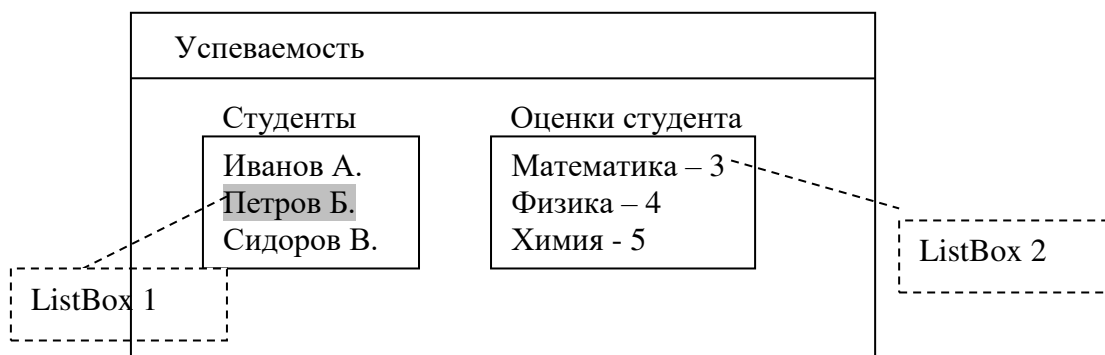 Успеваемость
Студенты
Оценки студента
Иванов А.
Петров Б.
Сидоров В.
Математика – 3
Физика – 4
Химия - 5
ListBox 1
ListBox 2